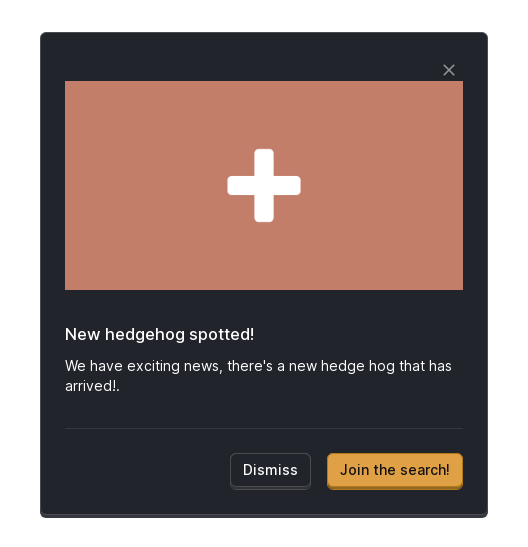 New hedgehog spotted!
We have exciting news, there's a new hedge hog that has
arrived!.
Dismiss
Join the search!